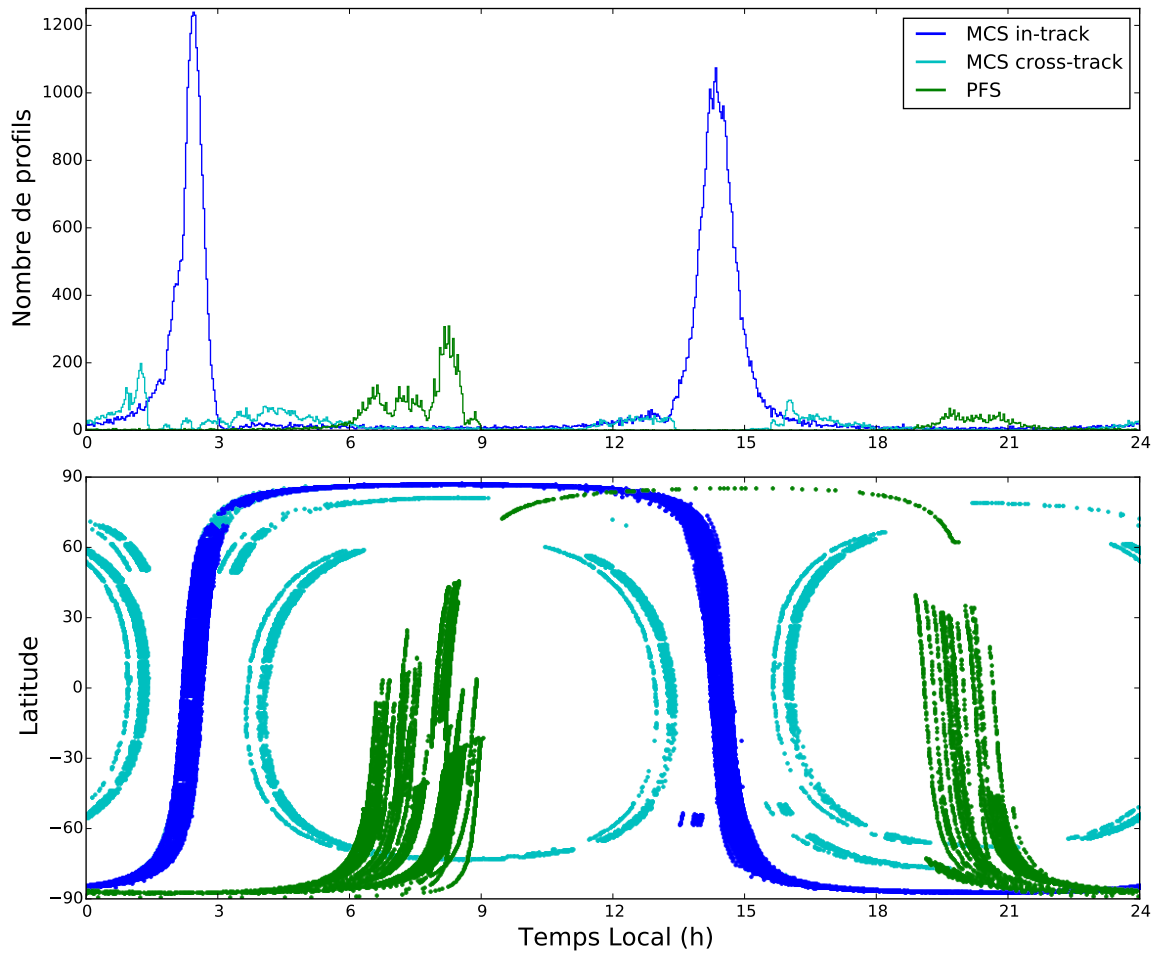 1200
1000
800
600
400
200
0
Nombre de profils
MCS in-track
MCS cross-track
PFS
0 3 6 9 12 15 18 21 24
90
60
30
0
−30
−60
−90
Latitude
0 3 6 9 12 15 18 21 24
Temps Local (h)